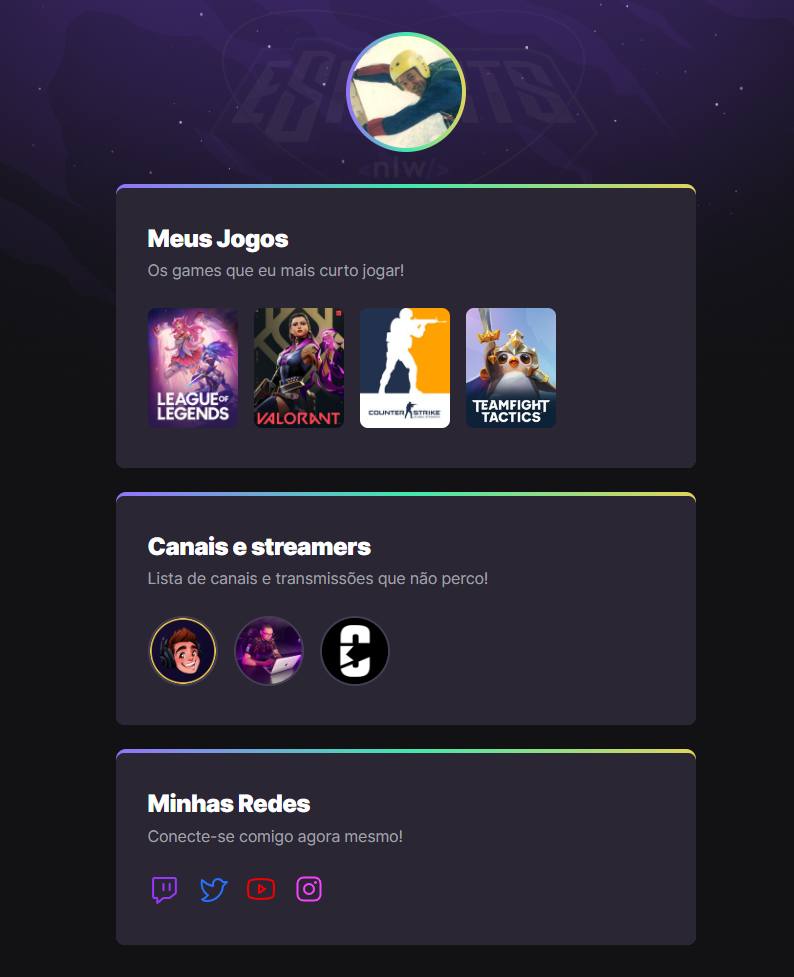 ESPORTS
<nlw/>
Meus Jogos
Os games que eu mais curto jogar!
LEAGUE OF
LEGENDS
VALORANT
COUNTER STRIKE
TEAMFIGHT
TACTICS
Canais e streamers
Lista de canais e transmissões que não perco!
Minhas Redes
Conecte-se comigo agora mesmo!